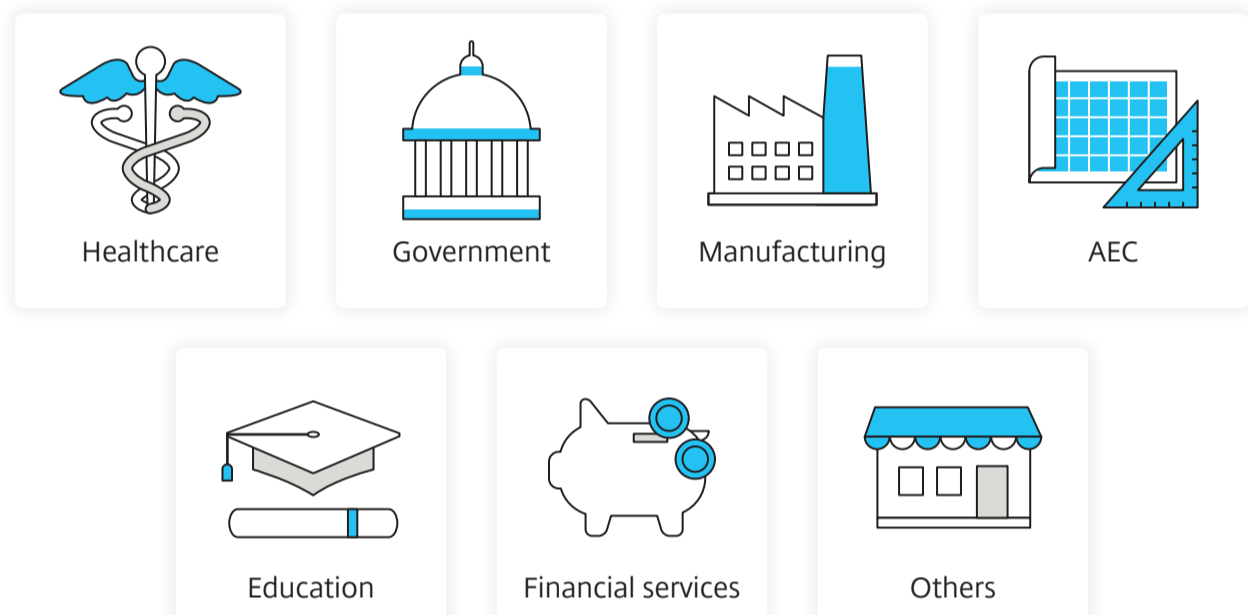 Healthcare
Government
Manufacturing
AEC
Education
Financial services
Others